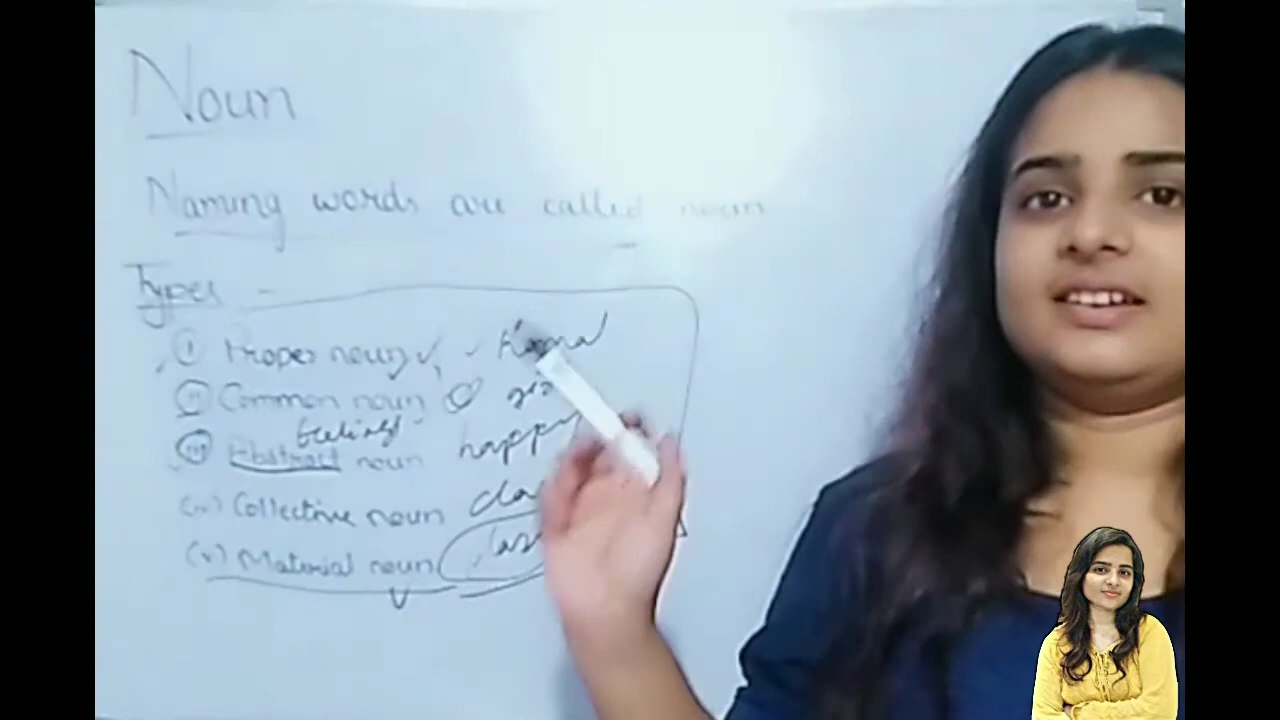 Noun
Naming words are called noun
Types -
(i) Proper noun
(ii) Common noun
feelings
(iii) Abstract noun happy
(iv) Collective noun
(v) Material noun